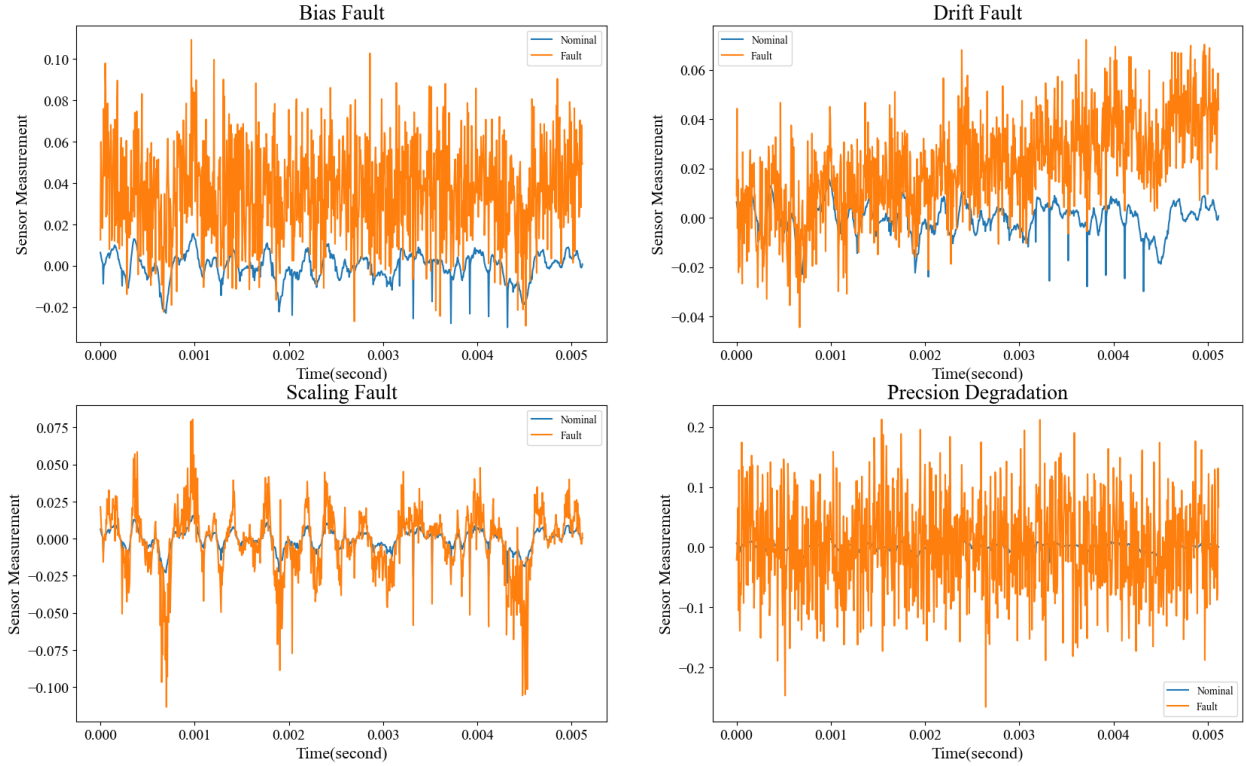 Bias Fault
Nominal
Fault
0.10
0.08
0.06
0.04
0.02
0.00
−0.02
Sensor Measurement
0.000
0.001
0.002
0.003
0.004
0.005
Time(second)
Drift Fault
Nominal
Fault
0.06
0.04
0.02
0.00
−0.02
−0.04
Sensor Measurement
0.000
0.001
0.002
0.003
0.004
0.005
Time(second)
Scaling Fault
Nominal
Fault
0.075
0.050
0.025
0.000
−0.025
−0.050
−0.075
−0.100
Sensor Measurement
0.000
0.001
0.002
0.003
0.004
0.005
Time(second)
Precsion Degradation
0.2
0.1
0.0
−0.1
−0.2
Sensor Measurement
Nominal
Fault
0.000
0.001
0.002
0.003
0.004
0.005
Time(second)